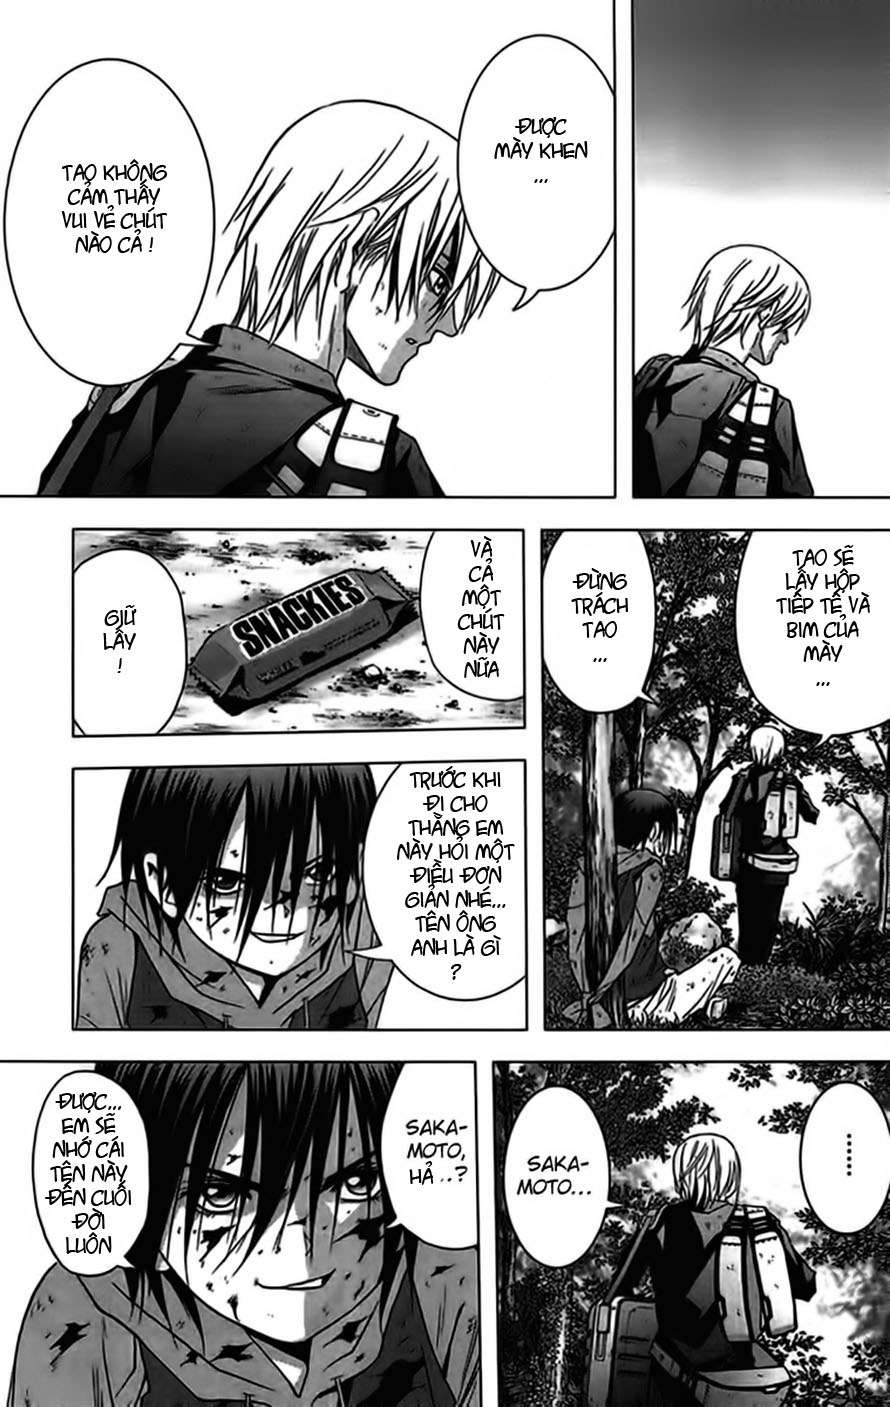 ĐƯỢC
MÀY KHEN
...
TAO KHÔNG
CẢM THẤY
VUI VẺ CHÚT
NÀO CẢ !
TAO SẼ
LẤY HỘP
TIẾP TẾ VÀ
BIM CỦA
MÀY
...
ĐỪNG
TRÁCH
TAO
...
VÀ
CẢ
MỘT
CHÚT
NÀY
NỮA
SNACKIES
GIỮ
LẤY
!
TRƯỚC KHI
ĐI CHO
THẰNG EM
NÀY HỎI MỘT
ĐIỀU ĐƠN
GIẢN NHÉ...
TÊN ÔNG
ANH LÀ GÌ
?
.......
SAKA-
MOTO...
SAKA-
MOTO,
HẢ ..?
ĐƯỢC...
EM SẼ
NHỚ CÁI
TÊN NÀY
ĐẾN CUỐI
ĐỜI
LUÔN